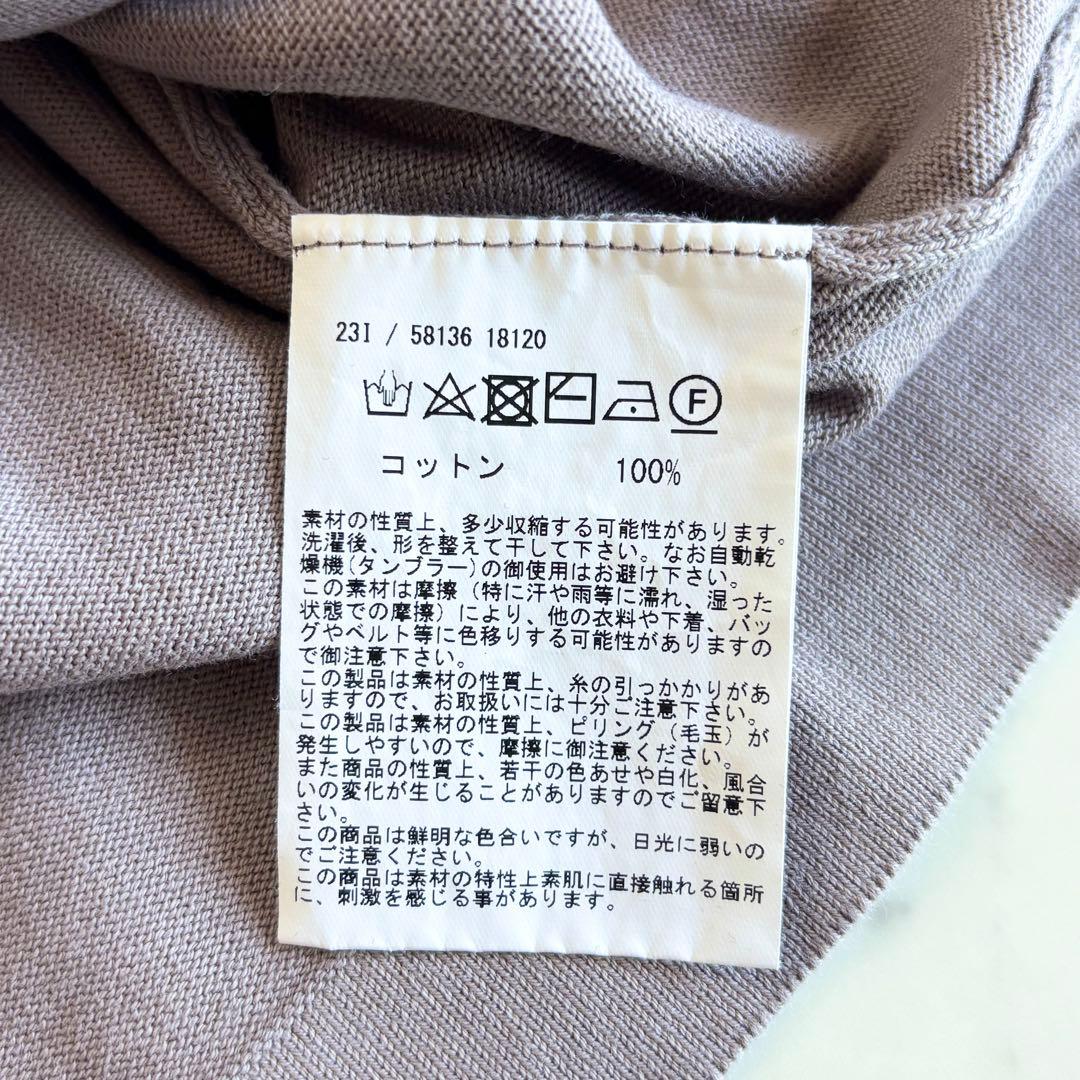 23I / 58136 18120
F
コットン 100%
素材の性質上、多少収縮する可能性があります。
洗濯後、形を整えて干して下さい。なお自動乾
燥機(タンブラー)の御使用はお避け下さい。
この素材は摩擦（特に汗や雨等に濡れ、湿った
状態での摩擦）により、他の衣料や下着、バッ
グやベルト等に色移りする可能性がありますの
で御注意下さい。
この製品は素材の性質上、糸の引っかかりがあ
りますので、お取扱いには十分ご注意下さい。
この製品は素材の性質上、ピリング（毛玉）が
発生しやすいので、摩擦に御注意ください。
また商品の性質上、若干の色あせや白化、風合
いの変化が生じることがありますのでご留意下
さい。
この商品は鮮明な色合いですが、日光に弱いの
でご注意ください。
この商品は素材の特性上素肌に直接触れる箇所
に、刺激を感じる事があります。